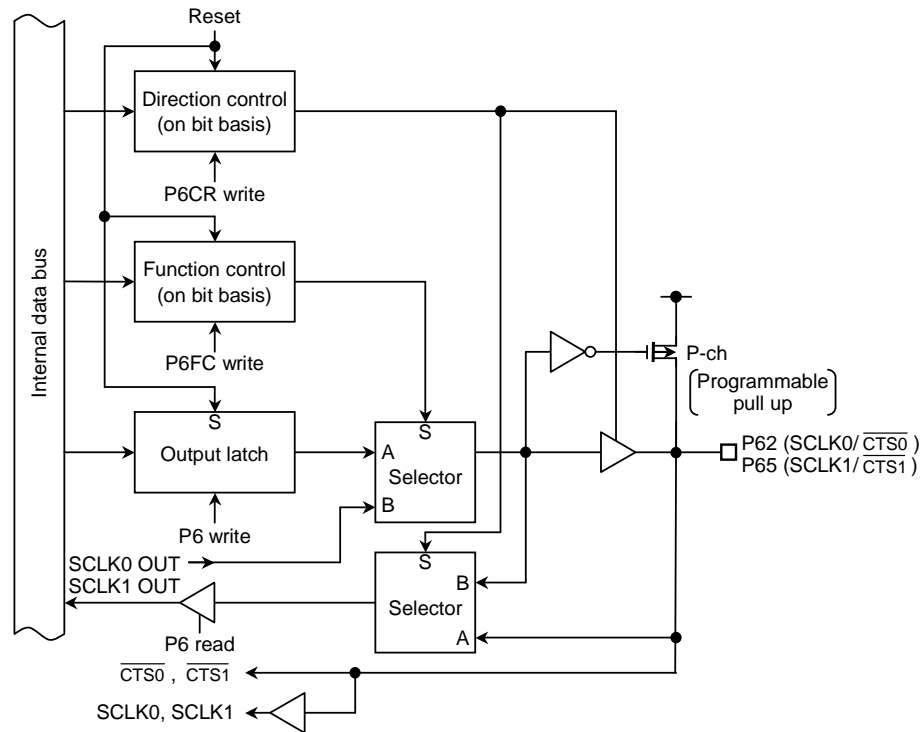 Reset
Direction control
(on bit basis)
P6CR write
Internal data bus
Function control
(on bit basis)
P6FC write
P-ch
(Programmable
pull up)
S
Output latch
P6 write
S
A
Selector
B
P62 (SCLK0/CTS0)
P65 (SCLK1/CTS1)
SCLK0 OUT
SCLK1 OUT
S
B
Selector
A
P6 read
CTS0 , CTS1
SCLK0, SCLK1